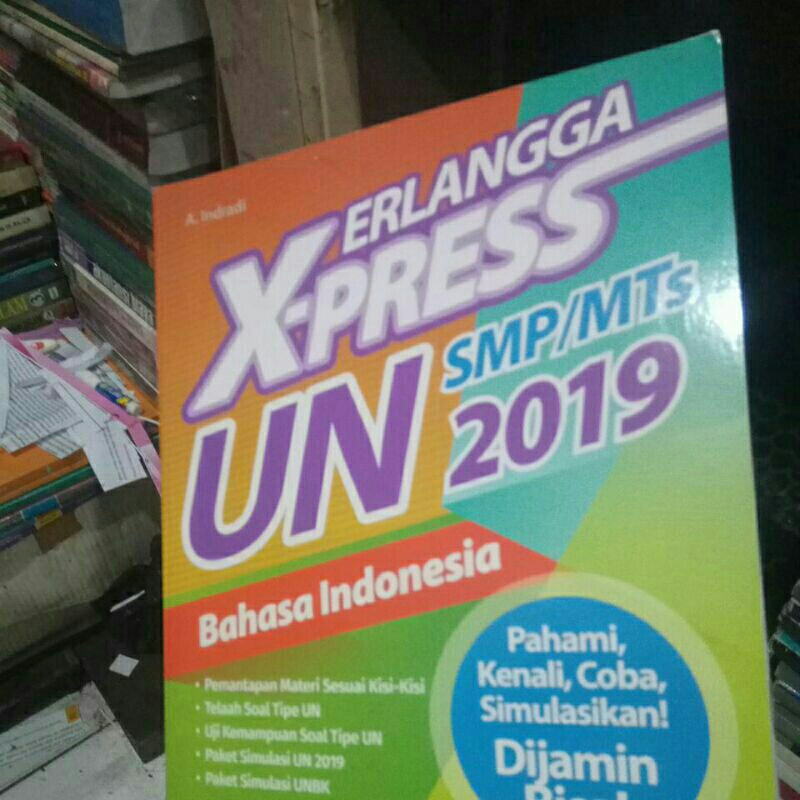 A. Indradi
ERLANGGA
X-PRESS
UN SMP/MTs
2019
Bahasa Indonesia
• Pemantapan Materi Sesuai Kisi-Kisi
• Telaah Soal Tipe UN
• Uji Kemampuan Soal Tipe UN
• Paket Simulasi UN 2019
• Paket Simulasi UNBK
Pahami,
Kenali, Coba,
Simulasikan!
Dijamin